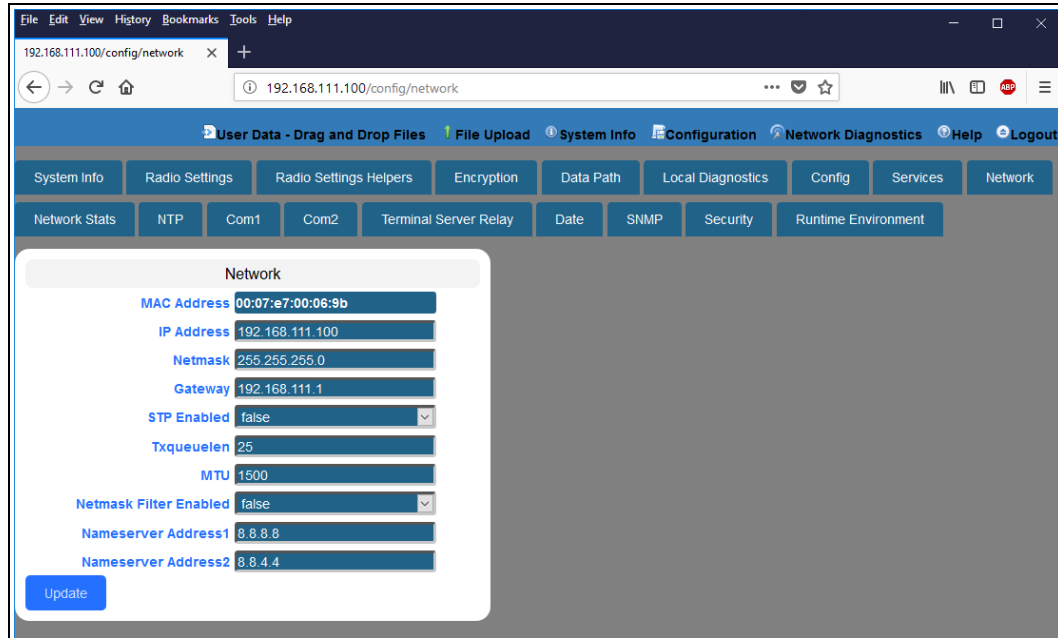 File Edit View History Bookmarks Tools Help
192.168.111.100/config/network
192.168.111.100/config/network
ABP
User Data - Drag and Drop Files File Upload System Info Configuration Network Diagnostics Help Logout
System Info Radio Settings Radio Settings Helpers Encryption Data Path Local Diagnostics Config Services Network
Network Stats NTP Com1 Com2 Terminal Server Relay Date SNMP Security Runtime Environment
Network
MAC Address 00:07:e7:00:06:9b
IP Address 192.168.111.100
Netmask 255.255.255.0
Gateway 192.168.111.1
STP Enabled false
Txqueuelen 25
MTU 1500
Netmask Filter Enabled false
Nameserver Address1 8.8.8.8
Nameserver Address2 8.8.4.4
Update